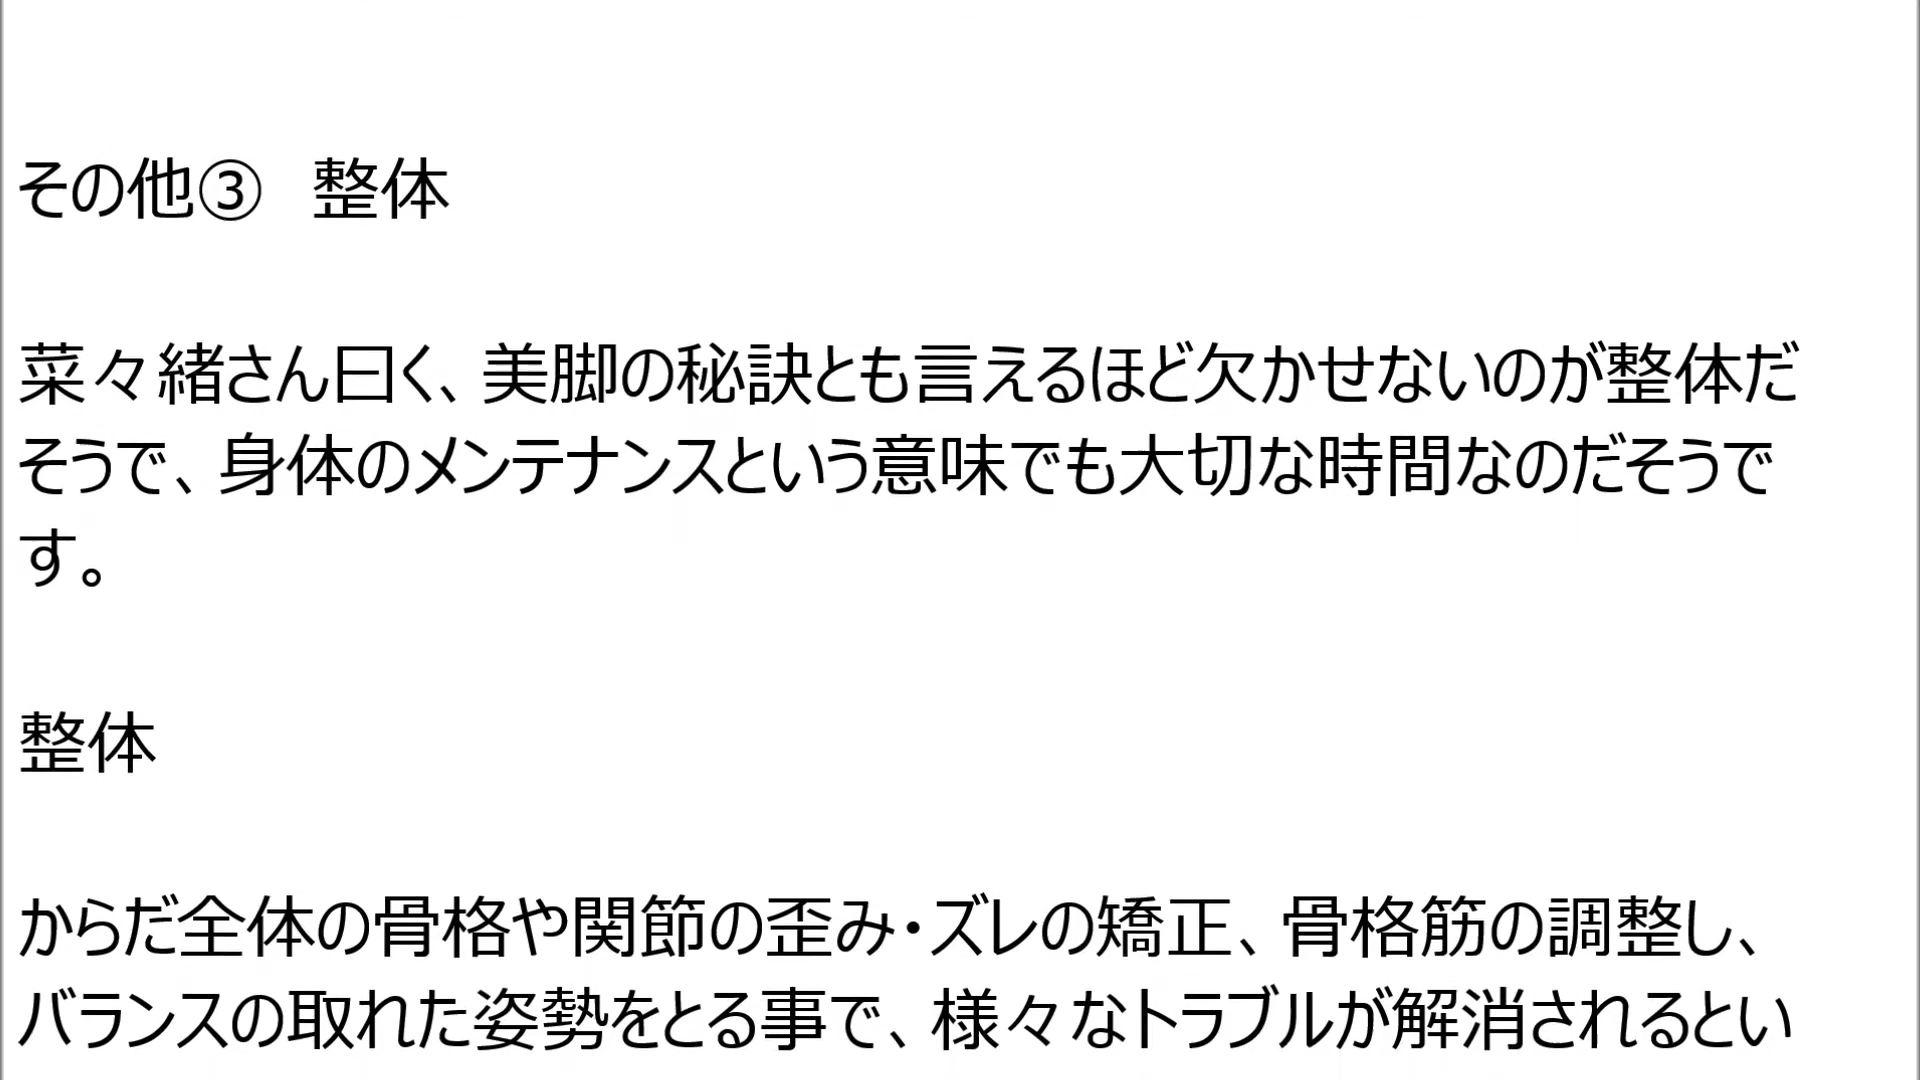 その他③　整体
菜々緒さん曰く、美脚の秘訣とも言えるほど欠かせないのが整体だ
そうで、身体のメンテナンスという意味でも大切な時間なのだそうで
す。
整体
からだ全体の骨格や関節の歪み・ズレの矯正、骨格筋の調整し、
バランスの取れた姿勢をとる事で、様々なトラブルが解消されるとい